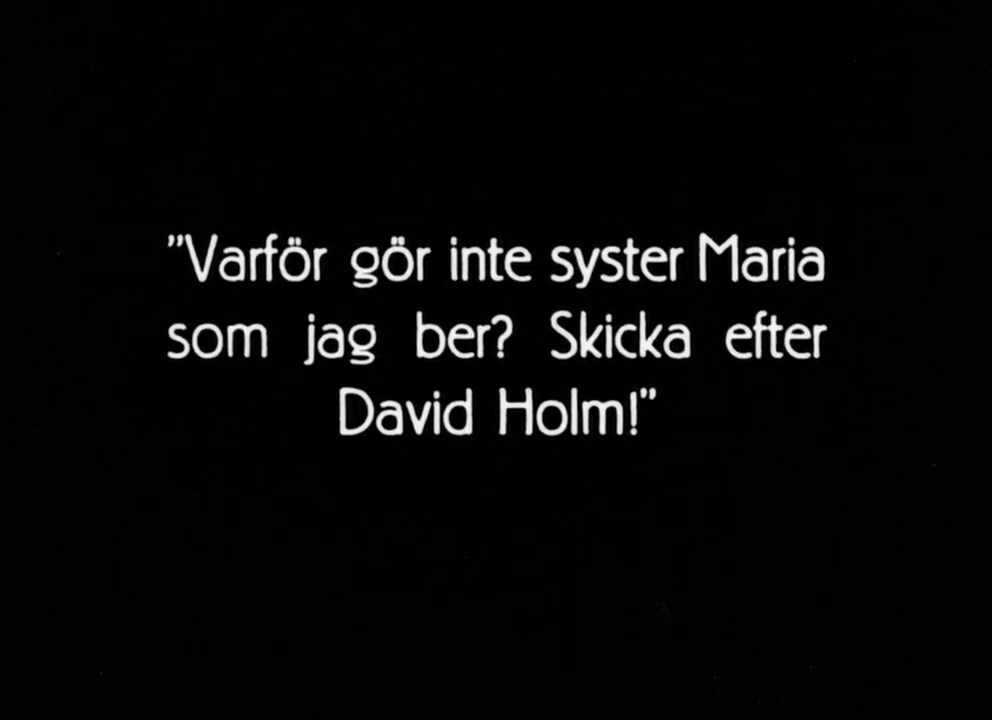 "Varför gör inte syster Maria
som jag ber? Skicka efter
David Holm!"